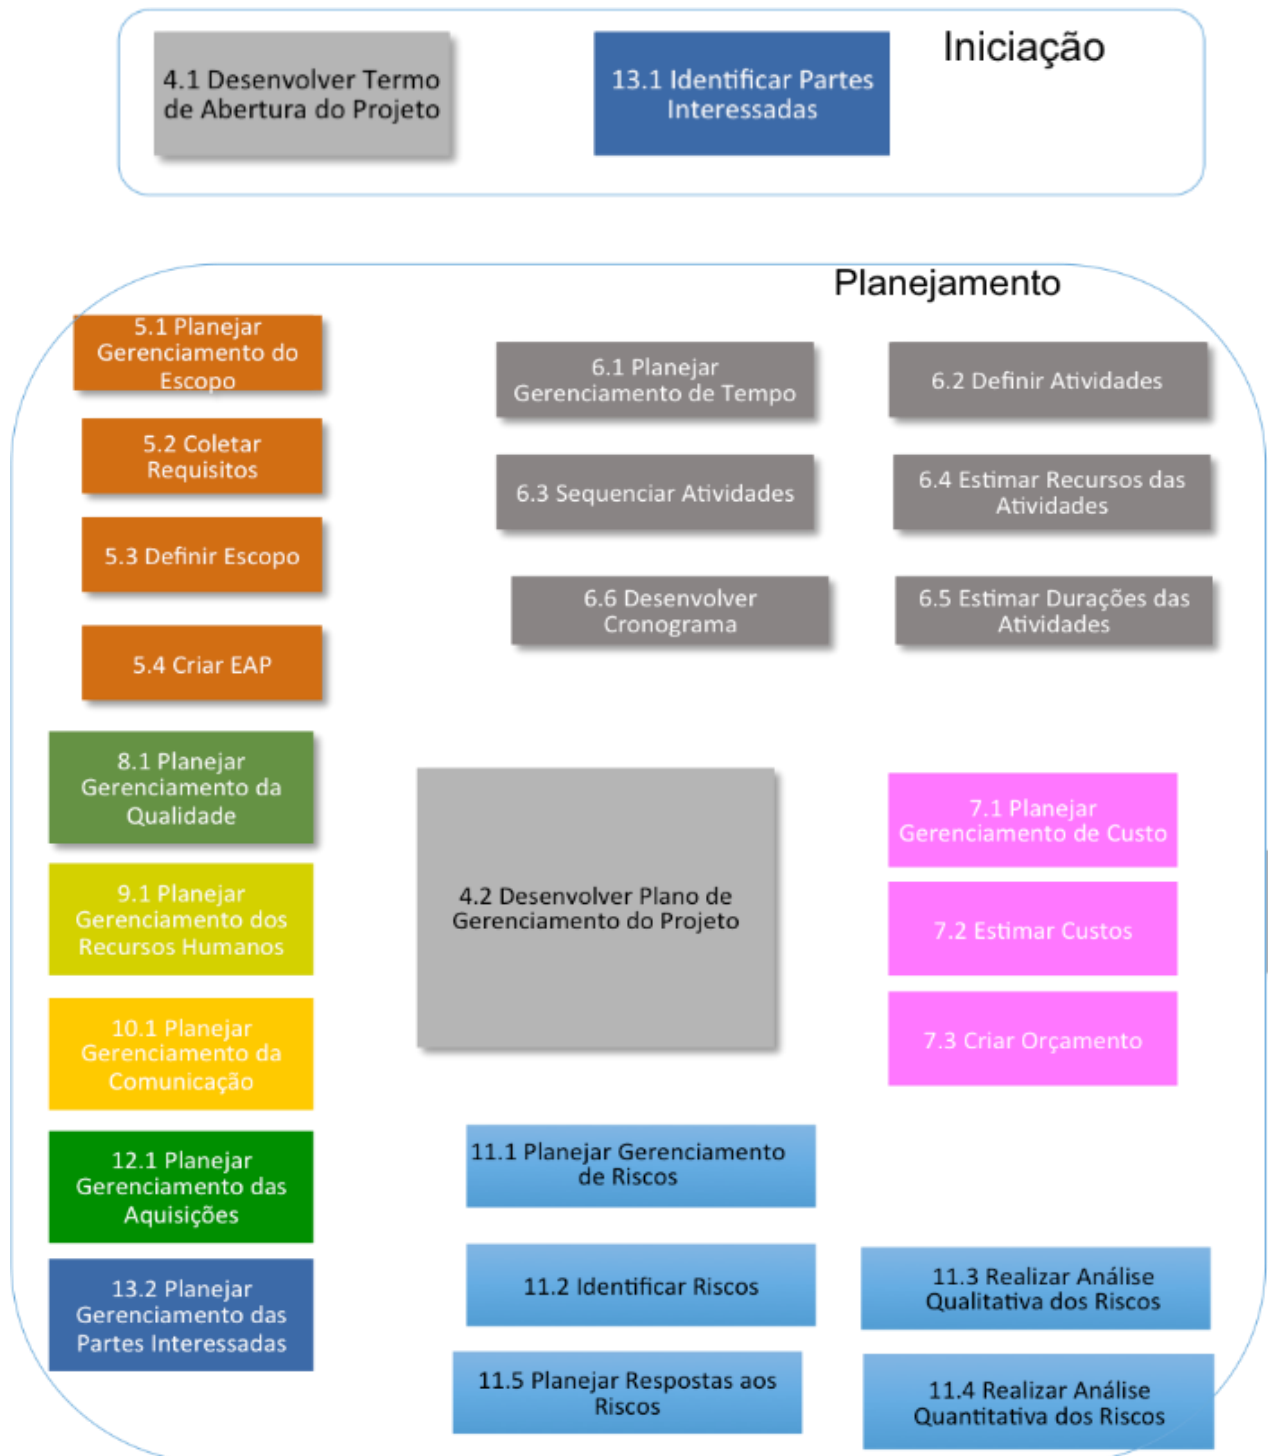 Iniciação
4.1 Desenvolver Termo
de Abertura do Projeto
13.1 Identificar Partes
Interessadas
Planejamento
5.1 Planejar
Gerenciamento do
Escopo
5.2 Coletar
Requisitos
5.3 Definir Escopo
5.4 Criar EAP
6.1 Planejar
Gerenciamento de Tempo
6.2 Definir Atividades
6.3 Sequenciar Atividades
6.4 Estimar Recursos das
Atividades
6.6 Desenvolver
Cronograma
6.5 Estimar Durações das
Atividades
8.1 Planejar
Gerenciamento da
Qualidade
9.1 Planejar
Gerenciamento dos
Recursos Humanos
10.1 Planejar
Gerenciamento da
Comunicação
12.1 Planejar
Gerenciamento das
Aquisições
13.2 Planejar
Gerenciamento das
Partes Interessadas
4.2 Desenvolver Plano de
Gerenciamento do Projeto
7.1 Planejar
Gerenciamento de Custo
7.2 Estimar Custos
7.3 Criar Orçamento
11.1 Planejar Gerenciamento
de Riscos
11.2 Identificar Riscos
11.3 Realizar Análise
Qualitativa dos Riscos
11.5 Planejar Respostas aos
Riscos
11.4 Realizar Análise
Quantitativa dos Riscos